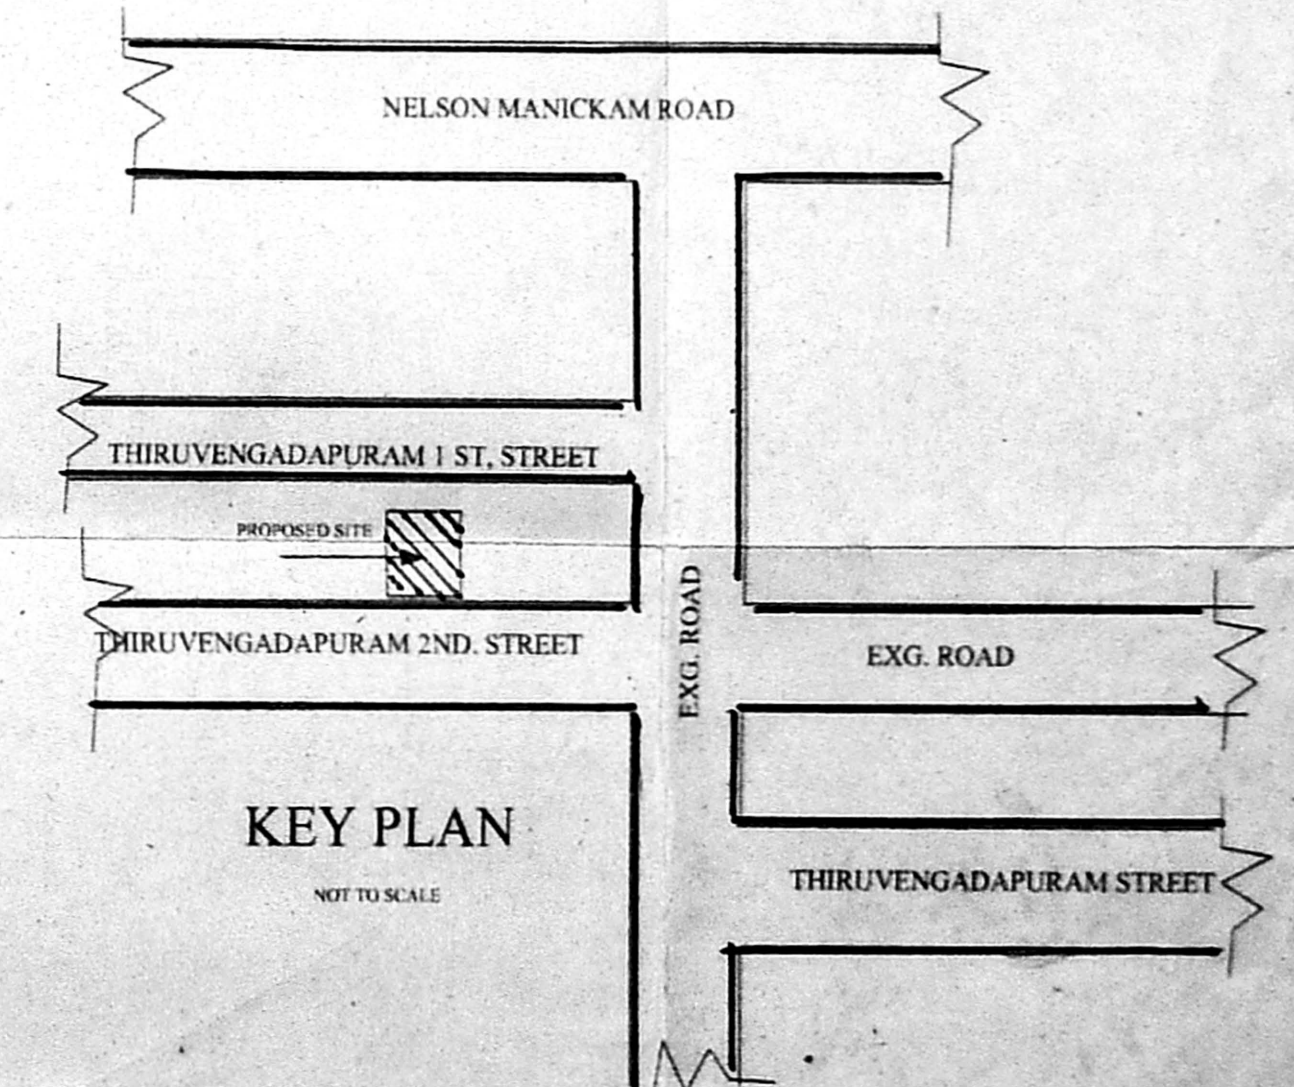 NELSON MANICKAM ROAD
THIRUVENGADAPURAM 1 ST, STREET
PROPOSED SITE
THIRUVENGADAPURAM 2ND. STREET
EXG. ROAD
EXG. ROAD
KEY PLAN
NOT TO SCALE
THIRUVENGADAPURAM STREET